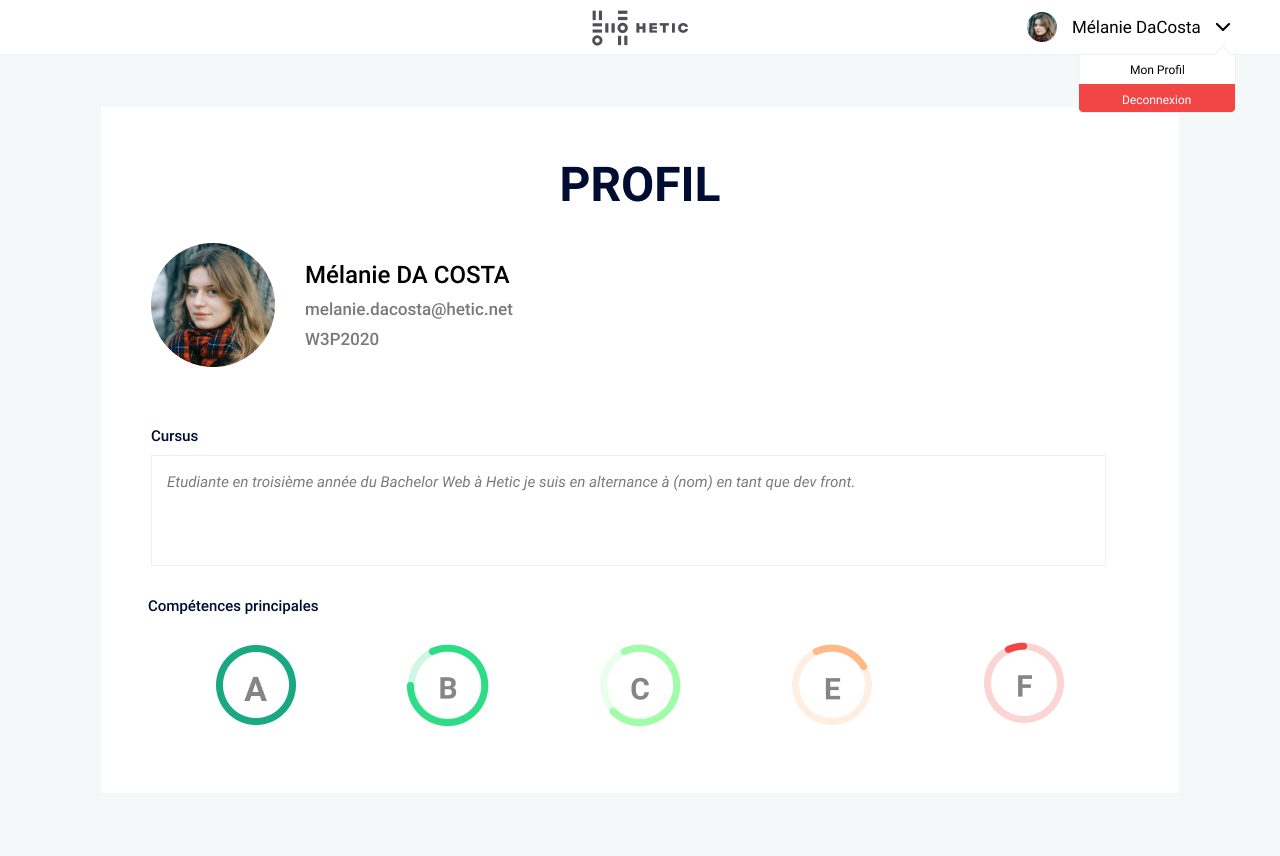 HETIC
Mélanie DaCosta
Mon Profil
Deconnexion
PROFIL
Mélanie DA COSTA
melanie.dacosta@hetic.net
W3P2020
Cursus
Etudiante en troisième année du Bachelor Web à Hetic je suis en alternance à (nom) en tant que dev front.
Compétences principales
A B C E F